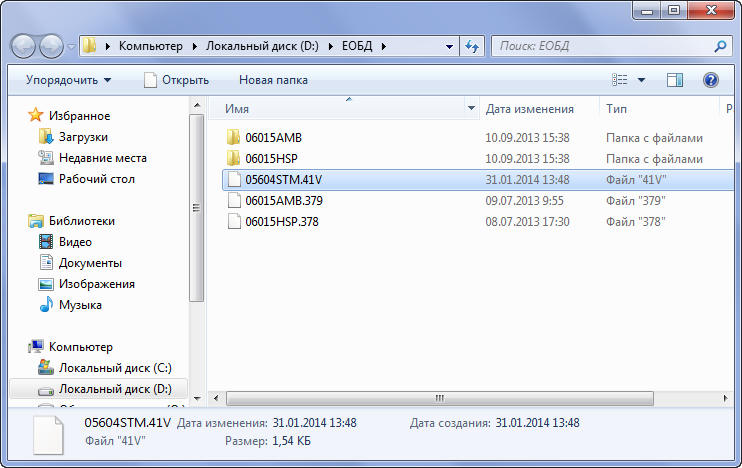 Компьютер ▸ Локальный диск (D:) ▸ ЕОБД ▸
Поиск: ЕОБД
Упорядочить Открыть Новая папка
Имя Дата изменения Тип Р
Избранное
Загрузки
Недавние места
Рабочий стол
Библиотеки
Видео
Документы
Изображения
Музыка
Компьютер
Локальный диск (C:)
Локальный диск (D:)
06015AMB 10.09.2013 15:38 Папка с файлами
06015HSP 10.09.2013 15:38 Папка с файлами
05604STM.41V 31.01.2014 13:48 Файл "41V"
06015AMB.379 09.07.2013 9:55 Файл "379"
06015HSP.378 08.07.2013 17:30 Файл "378"
05604STM.41V Дата изменения: 31.01.2014 13:48 Дата создания: 31.01.2014 13:48
Файл "41V" Размер: 1,54 КБ